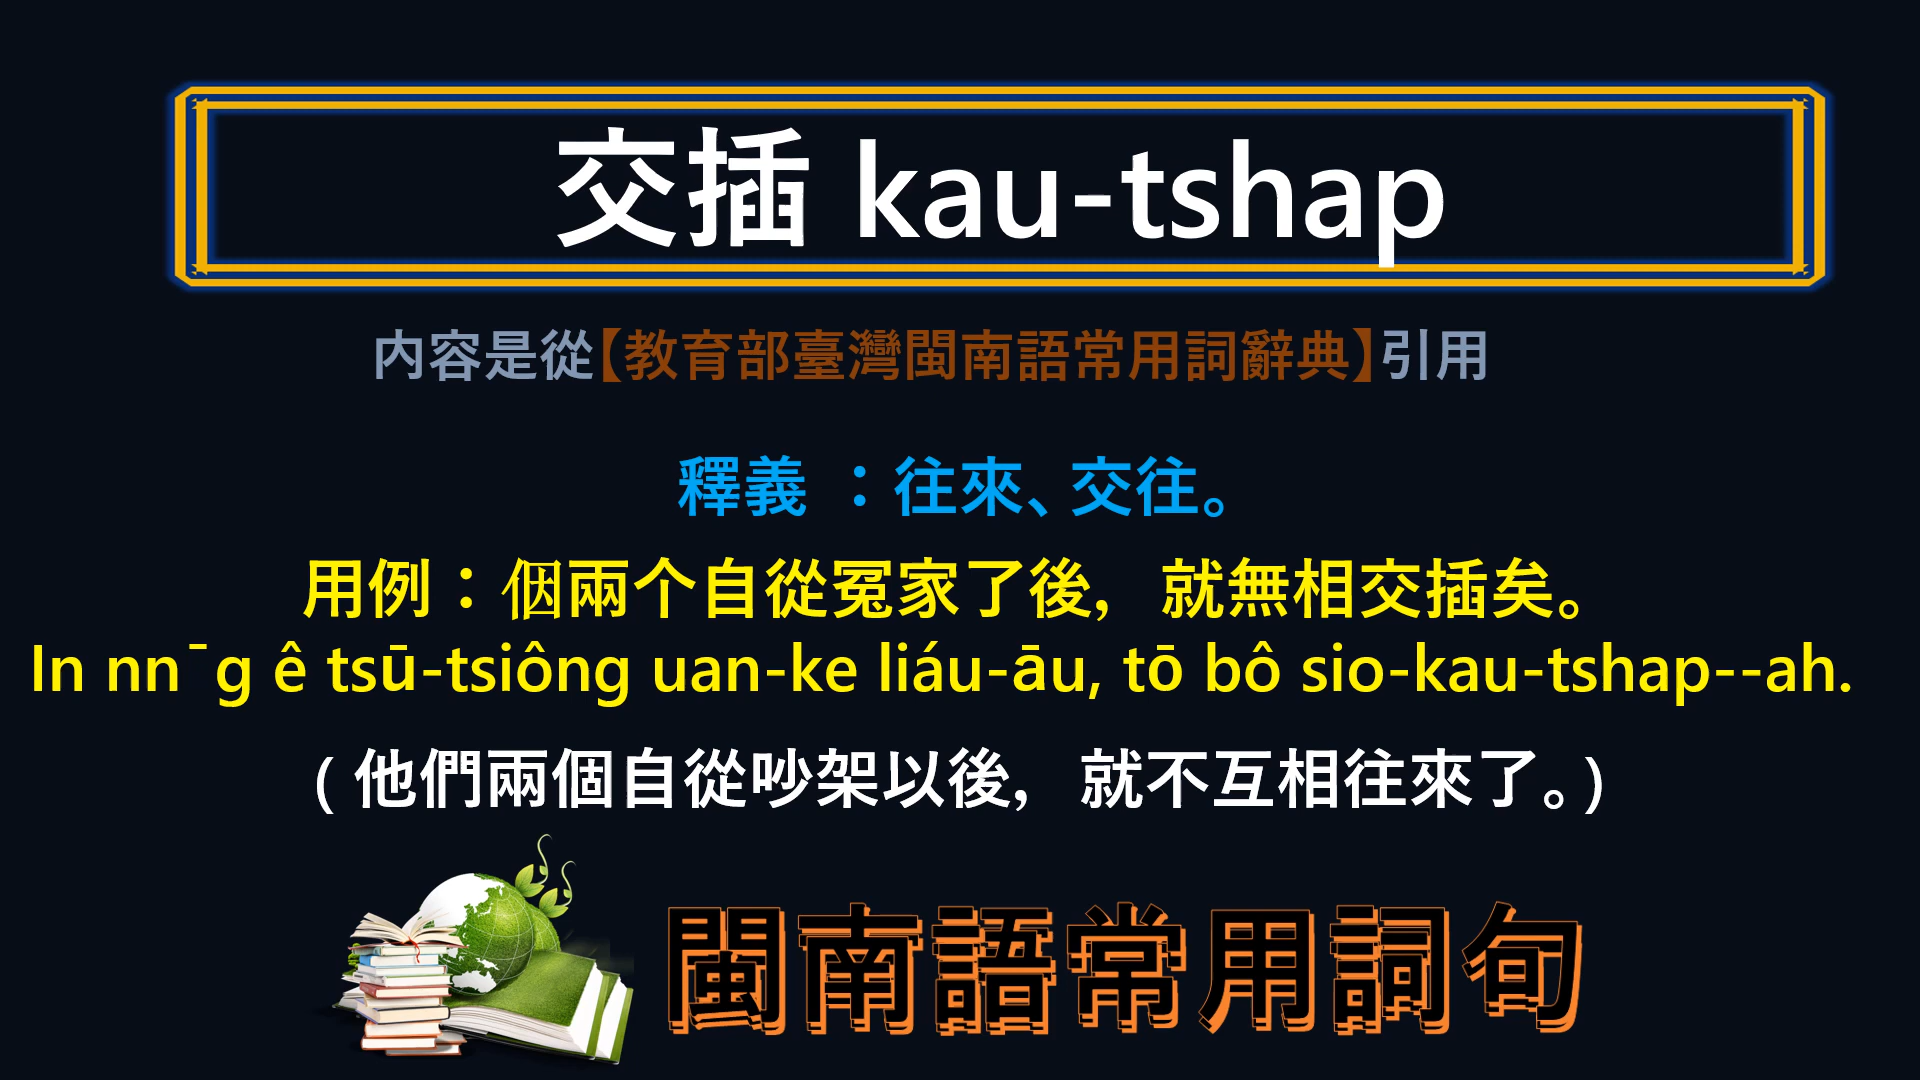 交插 kau-tshap
内容是從【教育部臺灣閩南語常用詞辭典】引用
釋義 ：往來、交往。
用例：𪜶兩个自從冤家了後，就無相交插矣。
In nn¯g ê tsū-tsiông uan-ke liáu-āu, tō bô sio-kau-tshap--ah.
( 他們兩個自從吵架以後，就不互相往來了。)
閩南語常用詞句